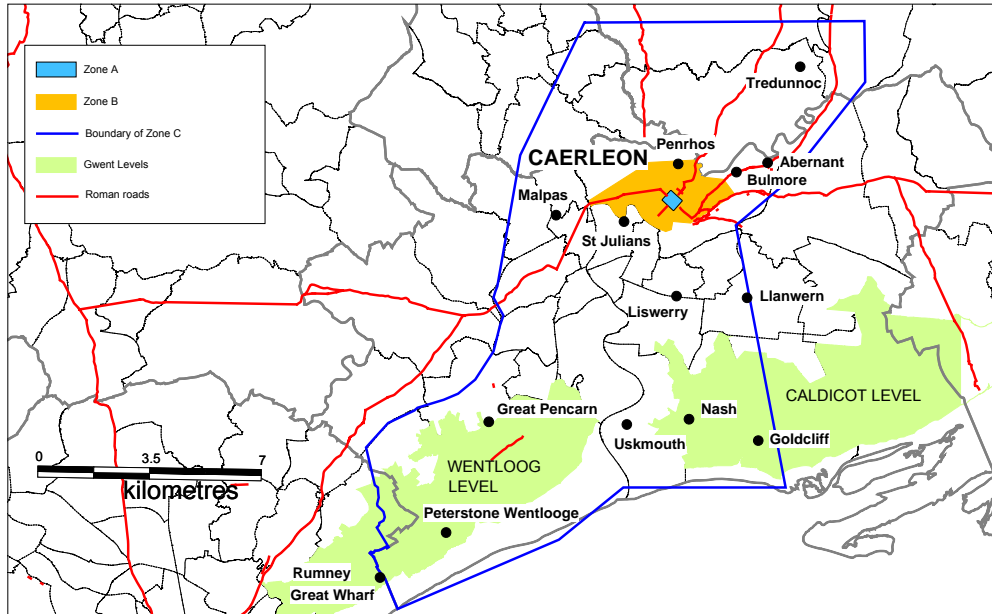 Zone A
Zone B
Boundary of Zone C
Gwent Levels
Roman roads
Tredunnoc
Penrhos
CAERLEON
Abernant
Bulmore
Malpas
St Julians
Llanwern
Liswerry
CALDICOT LEVEL
Great Pencarn
Nash
Uskmouth
Goldcliff
0 3.5 7
kilometres
WENTLOOG
LEVEL
Peterstone Wentlooge
Rumney
Great Wharf